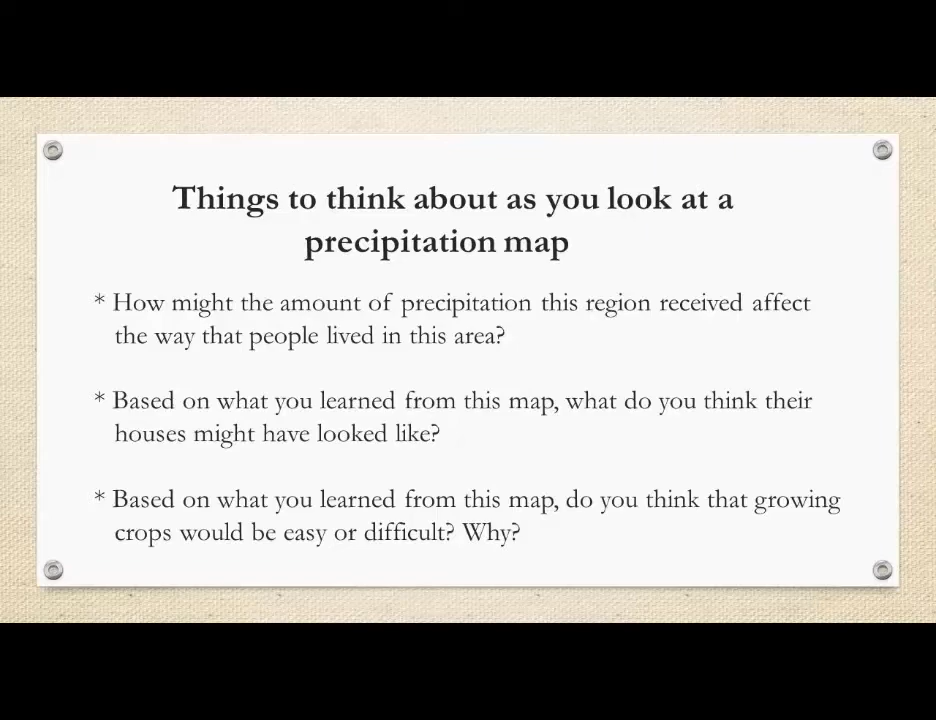 Things to think about as you look at a
precipitation map
* How might the amount of precipitation this region received affect
the way that people lived in this area?
* Based on what you learned from this map, what do you think their
houses might have looked like?
* Based on what you learned from this map, do you think that growing
crops would be easy or difficult? Why?